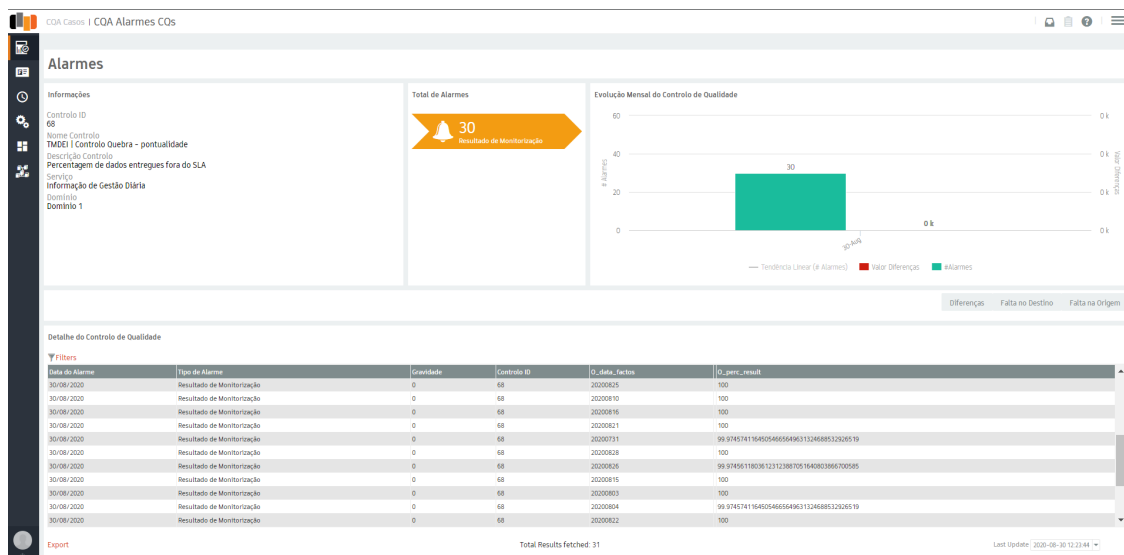 CQA Casos | CQA Alarmes CQs
Alarmes
Informações
Controlo ID
68
Nome Controlo
TMDEI | Controlo Quebra - pontualidade
Descrição Controlo
Percentagem de dados entregues fora do SLA
Serviço
Informação de Gestão Diária
Domínio
Domínio 1
Total de Alarmes
30
Resultado de Monitorização
Evolução Mensal do Controlo de Qualidade
60
40
20
0
# Alarmes
30
0 k
30-Aug
0 k
0 k
0 k
0 k
Valor Diferenças
Tendência Linear (# Alarmes) Valor Diferenças #Alarmes
Diferenças Falta no Destino Falta na Origem
Detalhe do Controlo de Qualidade
Filters
Data do Alarme Tipo de Alarme Gravidade Controlo ID O_data_factos O_perc_result
30/08/2020 Resultado de Monitorização 0 68 20200825 100
30/08/2020 Resultado de Monitorização 0 68 20200810 100
30/08/2020 Resultado de Monitorização 0 68 20200816 100
30/08/2020 Resultado de Monitorização 0 68 20200821 100
30/08/2020 Resultado de Monitorização 0 68 20200731 99.97457411645054665649631324688532926519
30/08/2020 Resultado de Monitorização 0 68 20200828 100
30/08/2020 Resultado de Monitorização 0 68 20200826 99.9745611803612312388705164080386670058​5
30/08/2020 Resultado de Monitorização 0 68 20200815 100
30/08/2020 Resultado de Monitorização 0 68 20200803 100
30/08/2020 Resultado de Monitorização 0 68 20200804 99.97457411645054665649631324688532926519
30/08/2020 Resultado de Monitorização 0 68 20200822 100
Export
Total Results fetched: 31
Last Update 2020-08-30 12:23:44